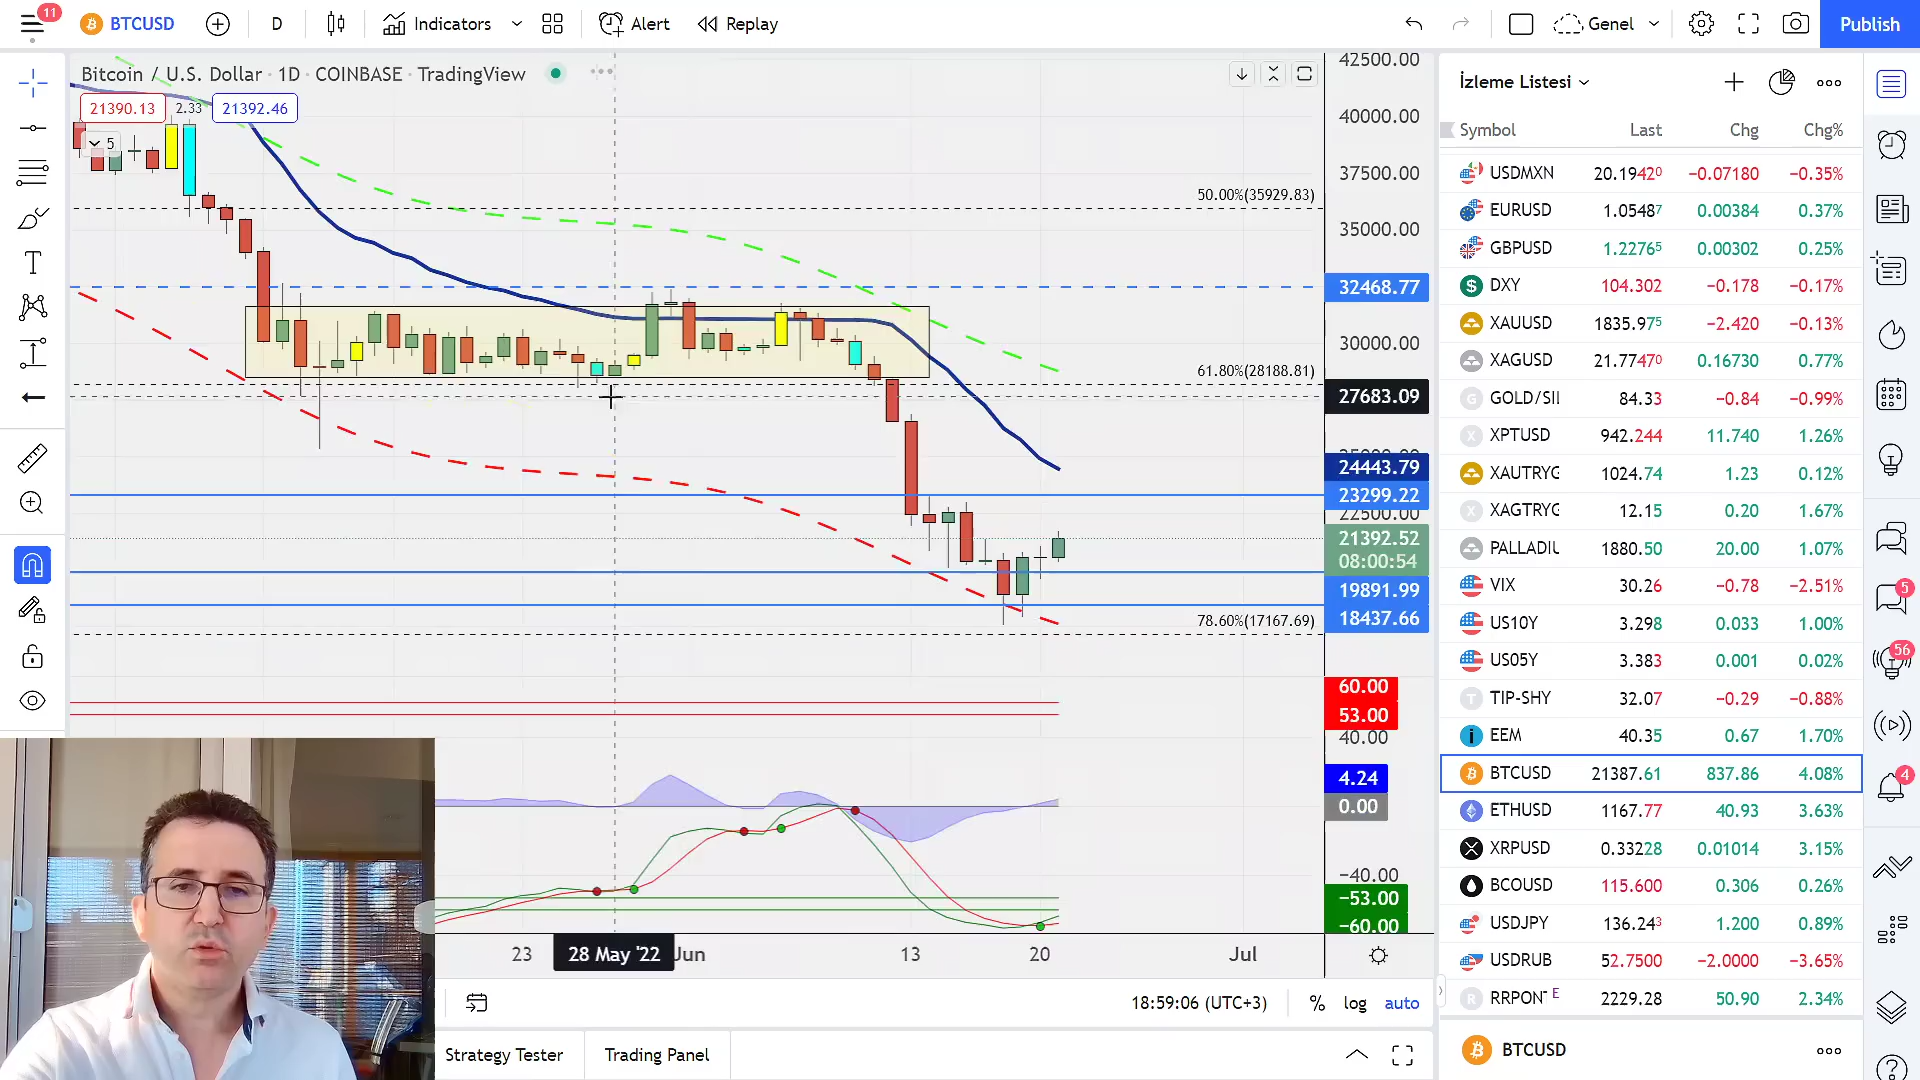 11
BTCUSD
D
Indicators
Alert
Replay
Genel
Publish
Bitcoin / U.S. Dollar · 1D · COINBASE · TradingView
21390.13
2.33
21392.46
5
50.00%(35929.83)
61.80%(28188.81)
78.60%(17167.69)
42500.00
40000.00
37500.00
35000.00
32468.77
30000.00
27683.09
24443.79
23299.22
22500.00
21392.52
08:00:54
19891.99
18437.66
60.00
53.00
40.00
4.24
0.00
−40.00
−53.00
−60.00
23
28 May '22
Jun
13
20
Jul
18:59:06 (UTC+3)
%
log
auto
Strategy Tester
Trading Panel
İzleme Listesi
Symbol Last Chg Chg%
USDMXN 20.19420 −0.07180 −0.35%
EURUSD 1.05487 0.00384 0.37%
GBPUSD 1.22765 0.00302 0.25%
DXY 104.302 −0.178 −0.17%
XAUUSD 1835.975 −2.420 −0.13%
XAGUSD 21.77470 0.16730 0.77%
GOLD/SII 84.33 −0.84 −0.99%
XPTUSD 942.244 11.740 1.26%
XAUTRYG 1024.74 1.23 0.12%
XAGTRYG 12.15 0.20 1.67%
PALLADIU 1880.50 20.00 1.07%
VIX 30.26 −0.78 −2.51%
US10Y 3.298 0.033 1.00%
US05Y 3.383 0.001 0.02%
TIP-SHY 32.07 −0.29 −0.88%
EEM 40.35 0.67 1.70%
BTCUSD 21387.61 837.86 4.08%
ETHUSD 1167.77 40.93 3.63%
XRPUSD 0.33228 0.01014 3.15%
BCOUSD 115.600 0.306 0.26%
USDJPY 136.243 1.200 0.89%
USDRUB 52.7500 −2.0000 −3.65%
RRPON E 2229.28 50.90 2.34%
BTCUSD
5
56
4